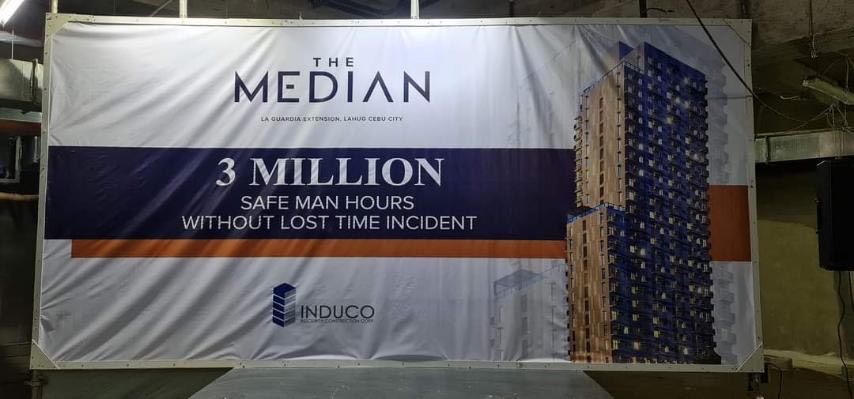 THE
MEDIAN
LA GUARDIA EXTENSION, LAHUG CEBU CITY
3 MILLION
SAFE MAN HOURS
WITHOUT LOST TIME INCIDENT
INDUCO